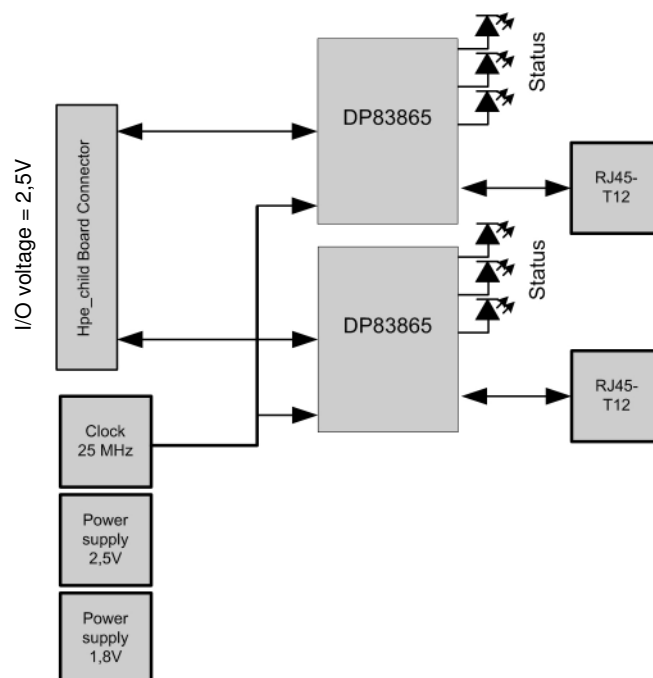 DP83865
Status
RJ45-
T12
I/O voltage = 2,5V
Hpe_child Board Connector
DP83865
Status
RJ45-
T12
Clock
25 MHz
Power
supply
2,5V
Power
supply
1,8V